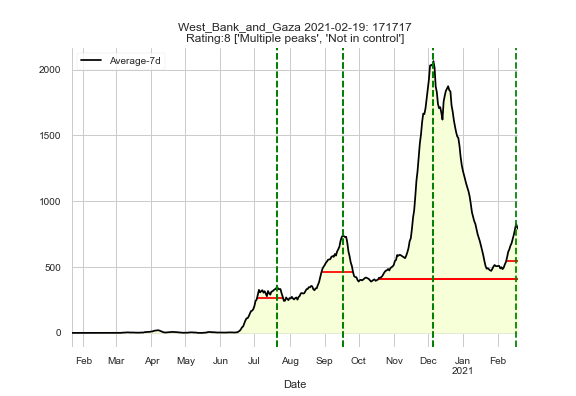 West_Bank_and_Gaza 2021-02-19: 171717
Rating:8 ['Multiple peaks', 'Not in control']
Average-7d
2000
1500
1000
500
0
Feb Mar Apr May Jun Jul Aug Sep Oct Nov Dec Jan Feb
2021
Date